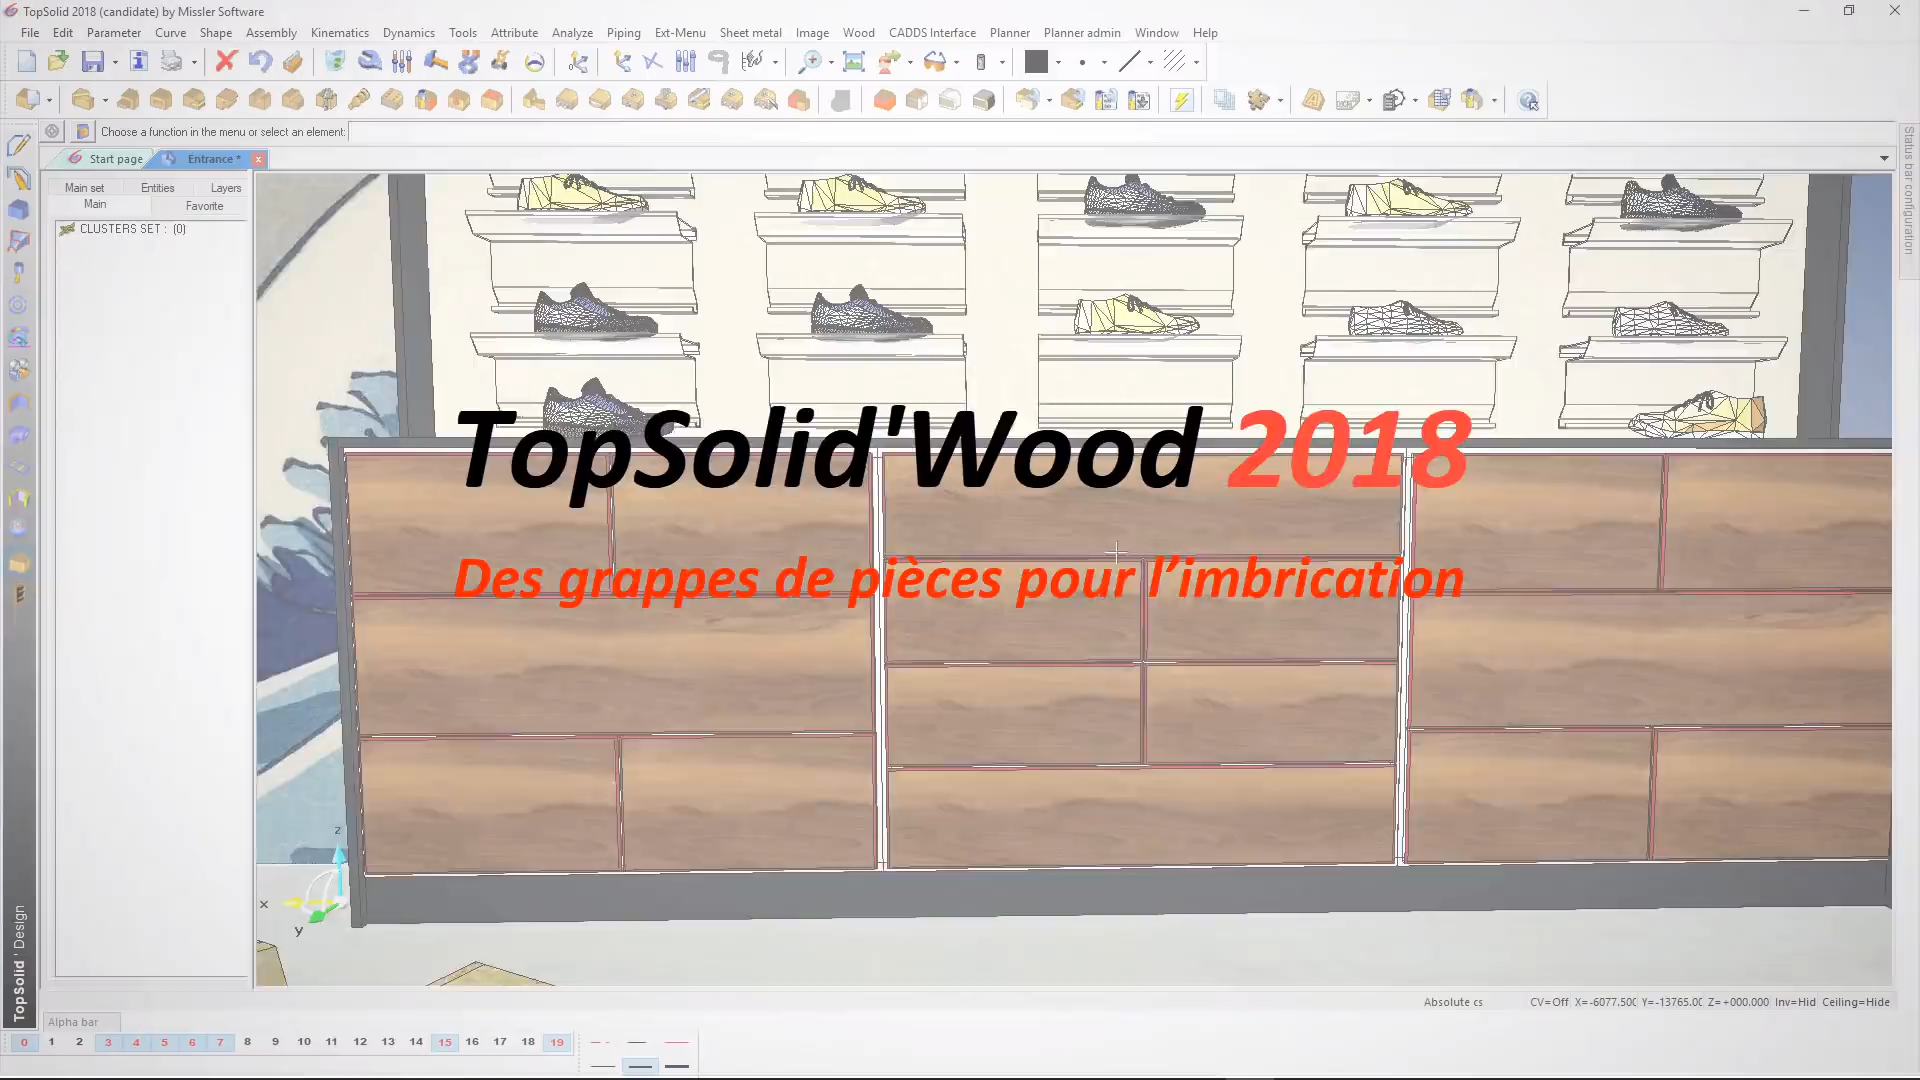 TopSolid 2018 (candidate) by Missler Software
File Edit Parameter Curve Shape Assembly Kinematics Dynamics Tools Attribute Analyze Piping Ext-Menu Sheet metal Image Wood CADDS Interface Planner Planner admin Window Help
Choose a function in the menu or select an element:
Start page Entrance * x
Main set Entities Layers
Main Favorite
CLUSTERS SET : (0)
Status bar configuration
TopSolid'Wood 2018
Des grappes de pièces pour l’imbrication
z
x
y
TopSolid ' Design
Absolute cs CV=Off X=-6077.500 Y=-13765.00 Z=+000.000 Inv=Hid Ceiling=Hide
Alpha bar
0 1 2 3 4 5 6 7 8 9 10 11 12 13 14 15 16 17 18 19